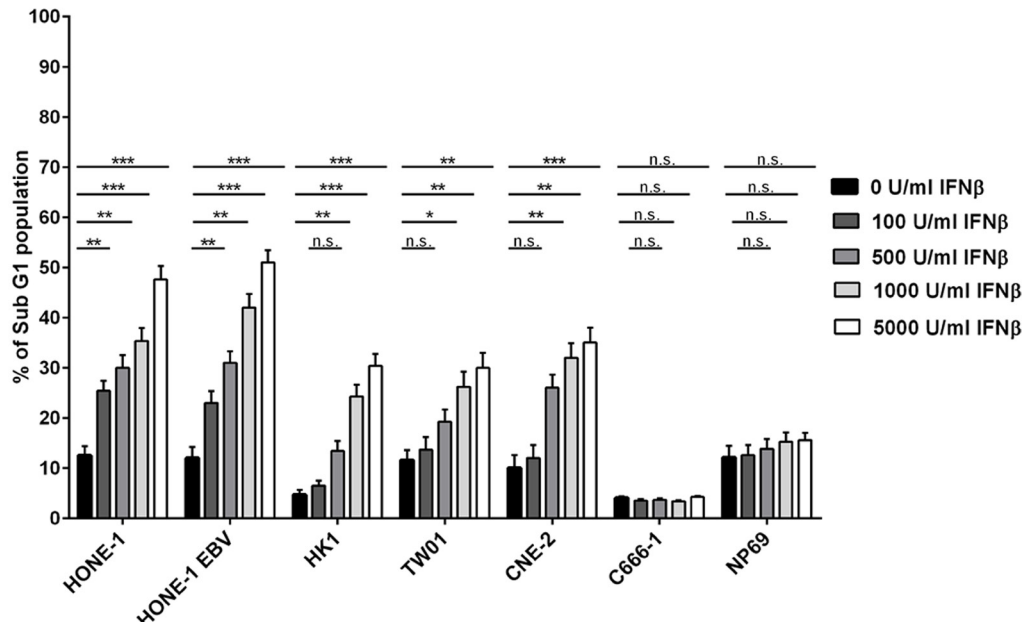 100
90
80
70
60
50
40
30
20
10
0
% of Sub G1 population
*** *** *** ** *** n.s. n.s.
*** *** *** ** ** n.s. n.s.
** ** ** * ** n.s. n.s.
** ** n.s. n.s. n.s. n.s. n.s.
0 U/ml IFNβ
100 U/ml IFNβ
500 U/ml IFNβ
1000 U/ml IFNβ
5000 U/ml IFNβ
HONE-1
HONE-1 EBV
HK1
TW01
CNE-2
C666-1
NP69